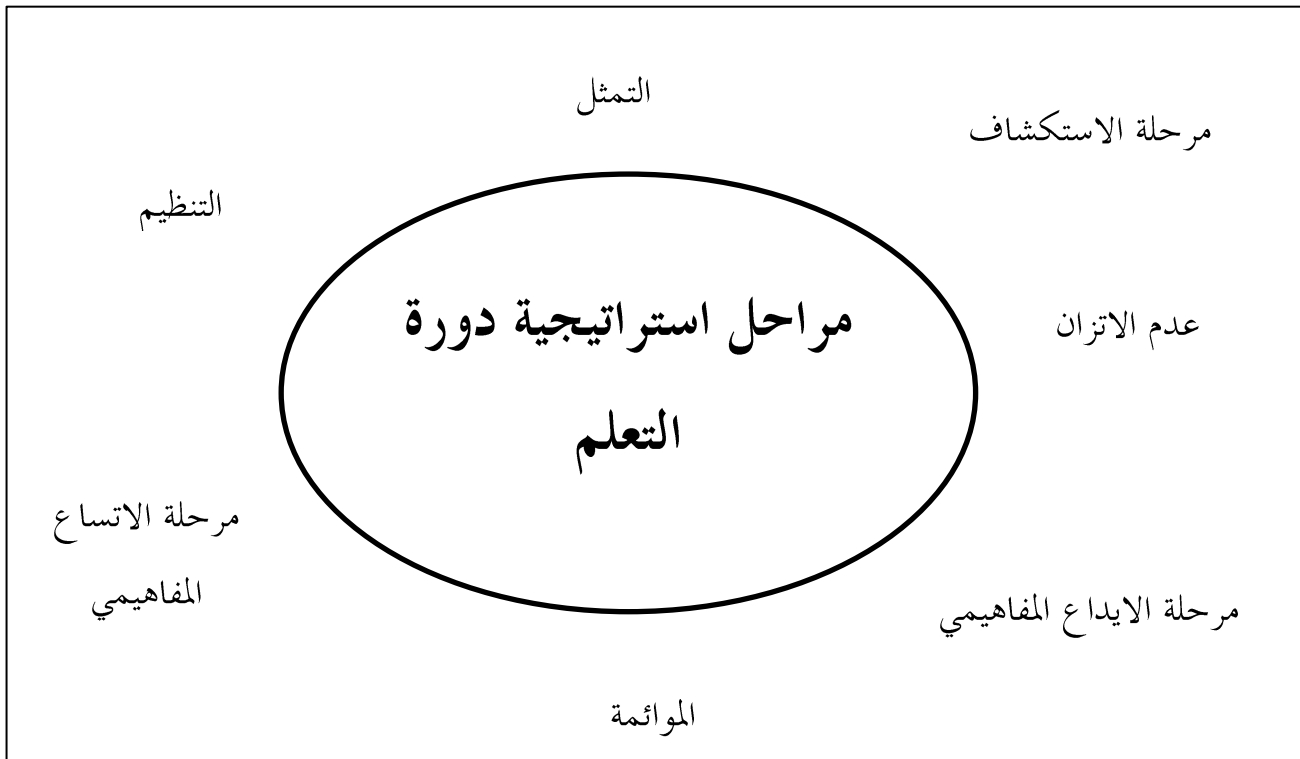 التمثل
مرحلة الاستكشاف
التنظيم
عدم الاتزان
مراحل استراتيجية دورة
التعلم
مرحلة الاتساع
المفاهيمي
مرحلة الايداع المفاهيمي
الموائمة